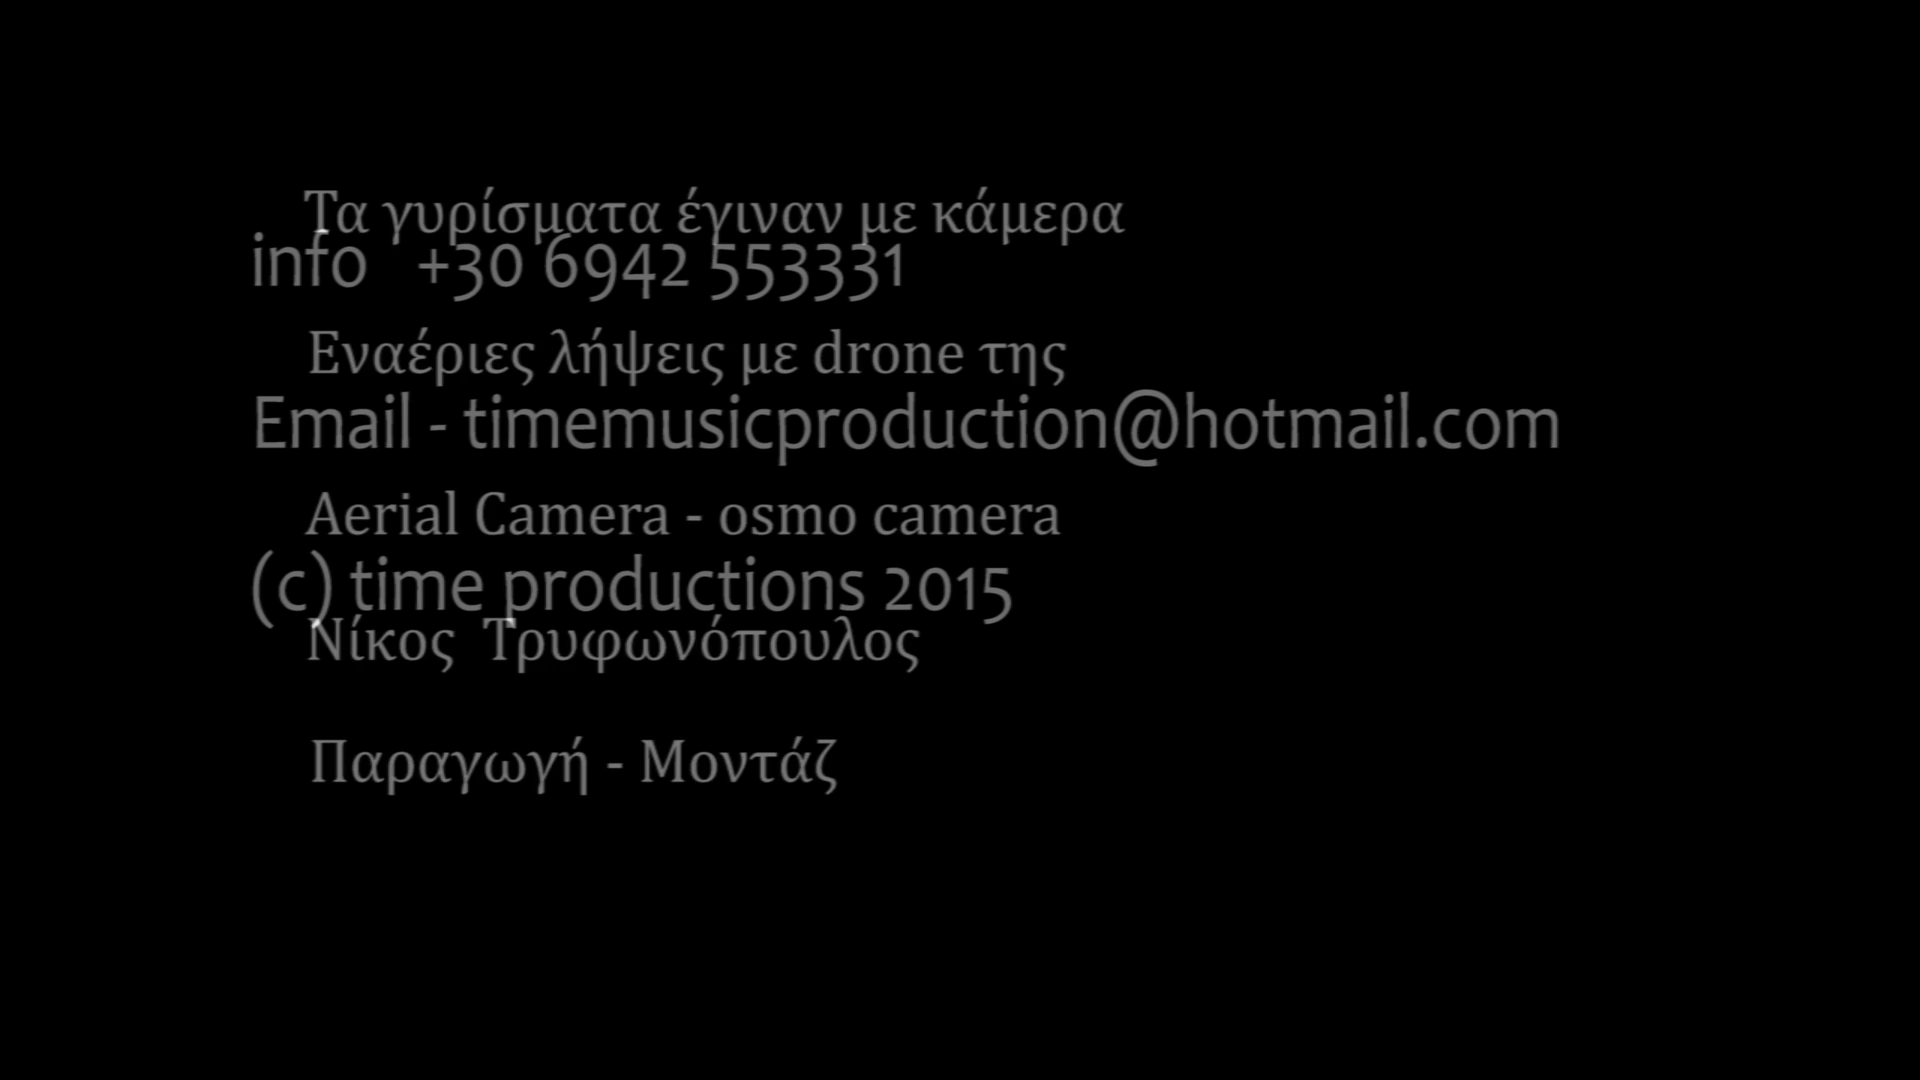 Τα γυρίσματα έγιναν με κάμερα
info +30 6942 553331
Εναέριες λήψεις με drone της
Email - timemusicproduction@hotmail.com
Aerial Camera - osmo camera
(c) time productions 2015
Νίκος Τρυφωνόπουλος
Παραγωγή - Μοντάζ